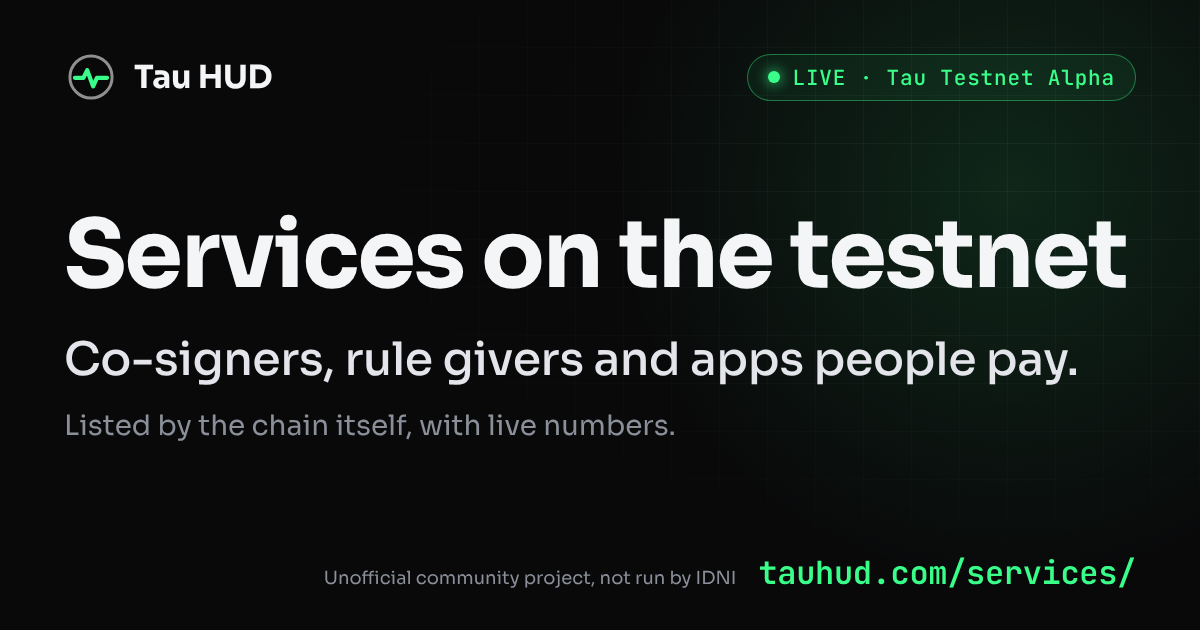 Tau HUD
LIVE · Tau Testnet Alpha
Services on the testnet
Co-signers, rule givers and apps people pay.
Listed by the chain itself, with live numbers.
Unofficial community project, not run by IDNI
tauhud.com/services/